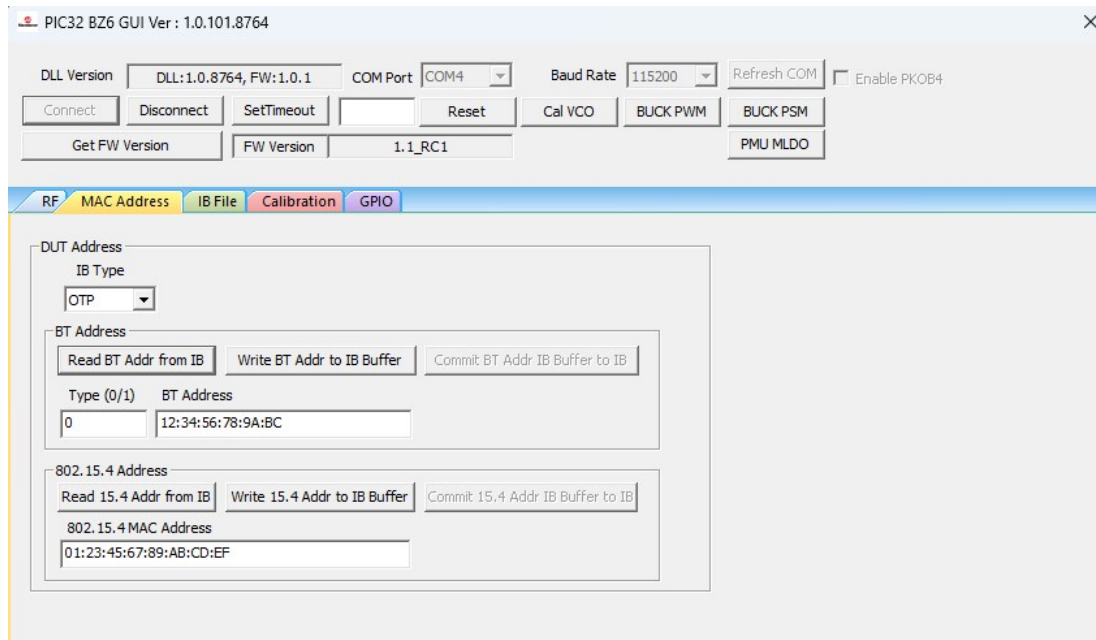 PIC32 BZ6 GUI Ver : 1.0.101.8764
DLL Version DLL:1.0.8764, FW:1.0.1 COM Port COM4 Baud Rate 115200 Refresh COM Enable PKOB4
Connect Disconnect SetTimeout Reset Cal VCO BUCK PWM BUCK PSM
Get FW Version FW Version 1.1_RC1 PMU MLDO
RF MAC Address IB File Calibration GPIO
DUT Address
IB Type
OTP
BT Address
Read BT Addr from IB Write BT Addr to IB Buffer Commit BT Addr IB Buffer to IB
Type (0/1) BT Address
0 12:34:56:78:9A:BC
802.15.4 Address
Read 15.4 Addr from IB Write 15.4 Addr to IB Buffer Commit 15.4 Addr IB Buffer to IB
802.15.4 MAC Address
01:23:45:67:89:AB:CD:EF